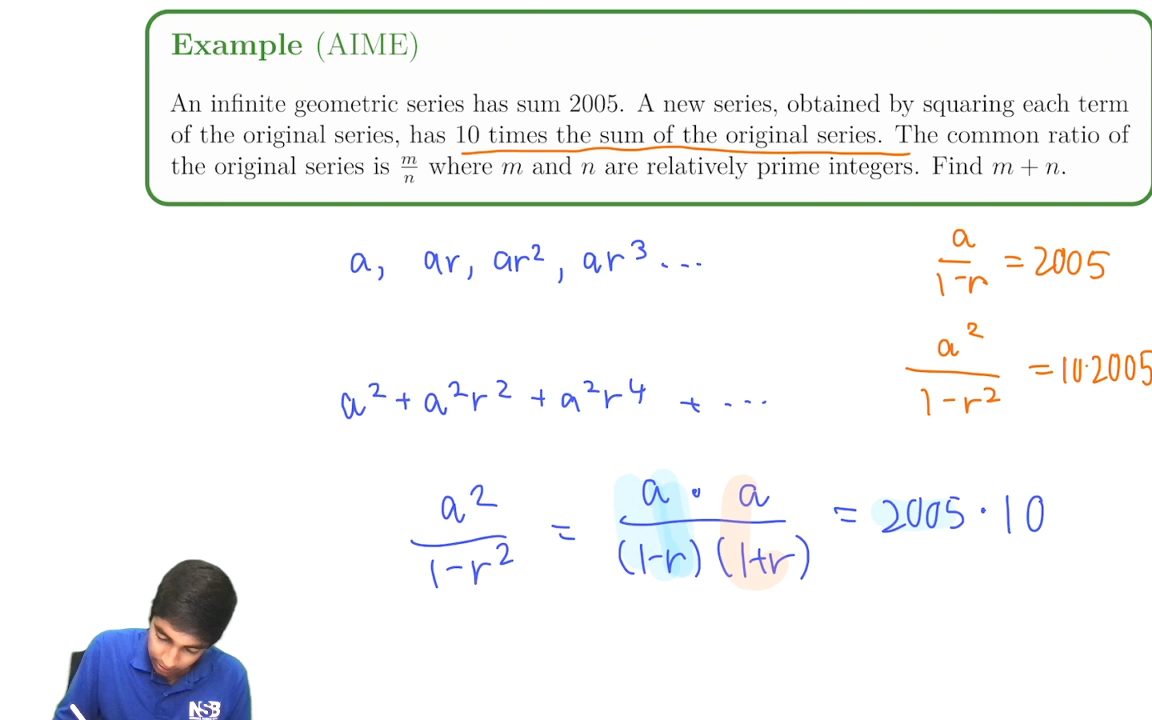 Example (AIME)
An infinite geometric series has sum 2005. A new series, obtained by squaring each term
of the original series, has 10 times the sum of the original series. The common ratio of
the original series is m/n where m and n are relatively prime integers. Find m + n.
a, ar, ar², ar³ ...
a/(1-r) = 2005
a²/(1-r²) = 10·2005
a² + a²r² + a²r⁴ + ...
a²/(1-r²) = a · a/(1-r)(1+r) = 2005 · 10
NSB